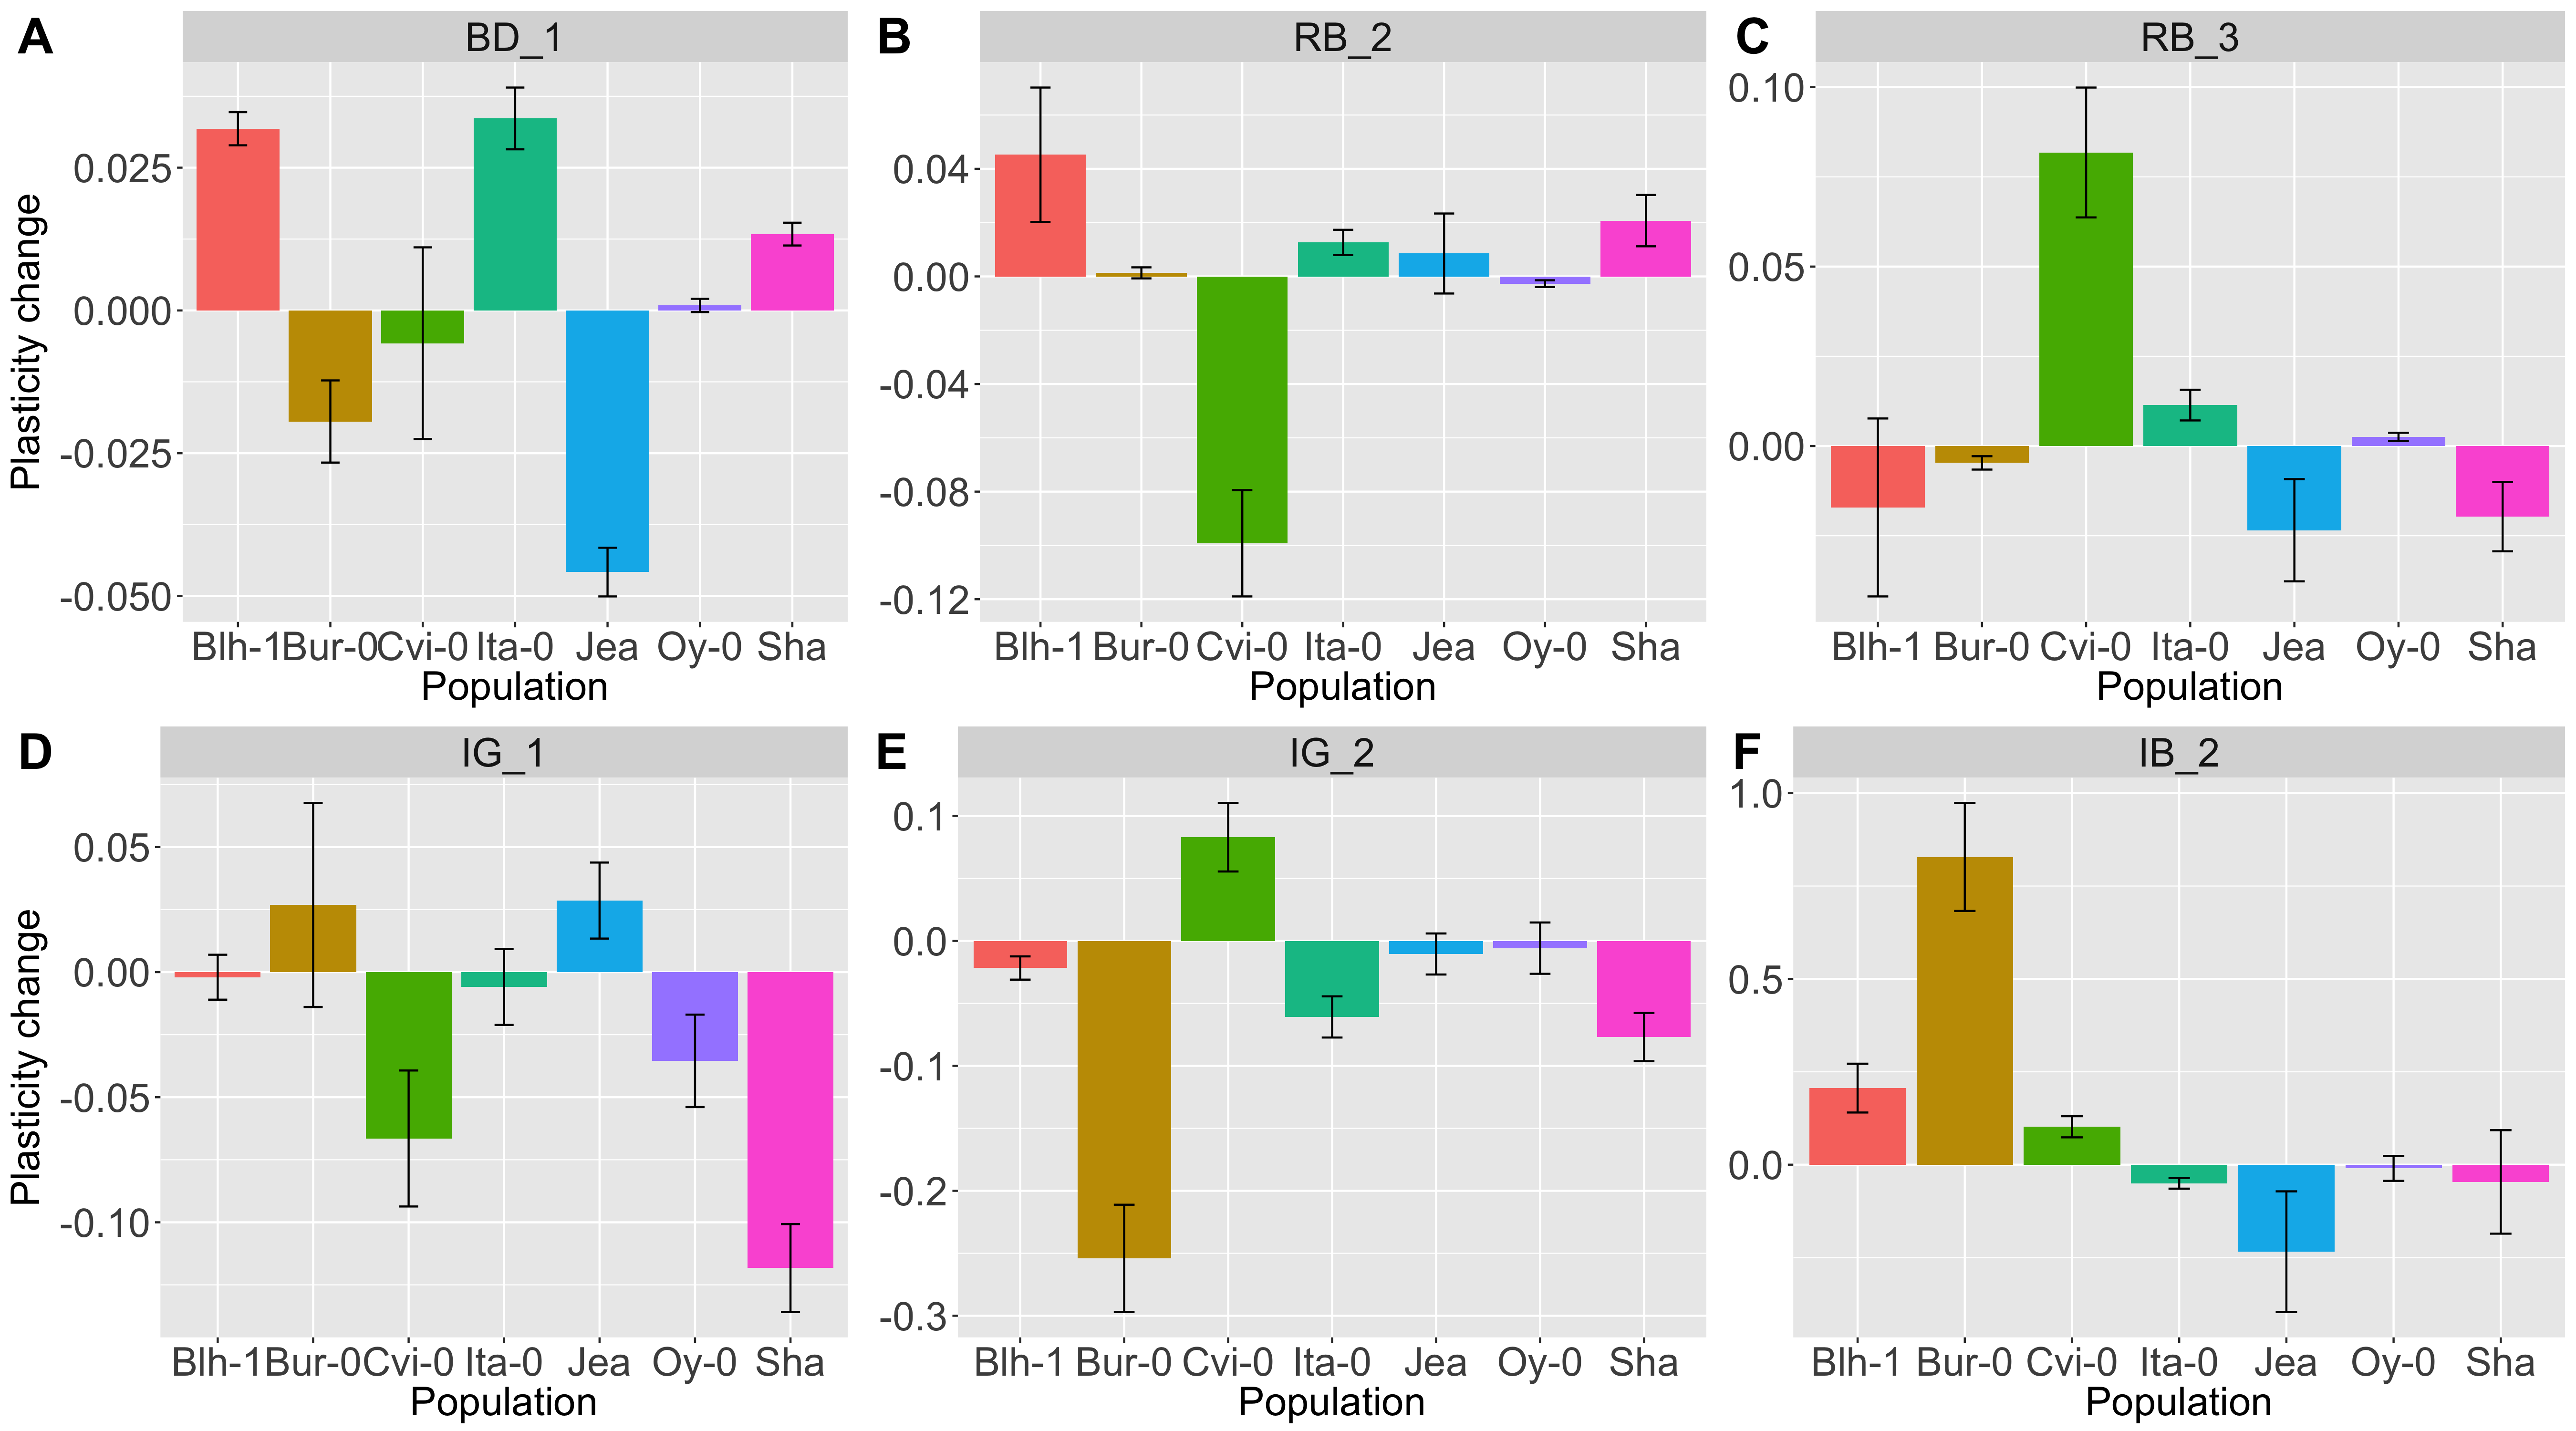 A BD_1 B RB_2 C RB_3
Plasticity change
0.025
0.000
-0.025
-0.050
Blh-1 Bur-0 Cvi-0 Ita-0 Jea Oy-0 Sha
Population
0.04
0.00
-0.04
-0.08
-0.12
Blh-1 Bur-0 Cvi-0 Ita-0 Jea Oy-0 Sha
Population
0.10
0.05
0.00
Blh-1 Bur-0 Cvi-0 Ita-0 Jea Oy-0 Sha
Population
D IG_1 E IG_2 F IB_2
Plasticity change
0.05
0.00
-0.05
-0.10
Blh-1 Bur-0 Cvi-0 Ita-0 Jea Oy-0 Sha
Population
0.1
0.0
-0.1
-0.2
-0.3
Blh-1 Bur-0 Cvi-0 Ita-0 Jea Oy-0 Sha
Population
1.0
0.5
0.0
Blh-1 Bur-0 Cvi-0 Ita-0 Jea Oy-0 Sha
Population